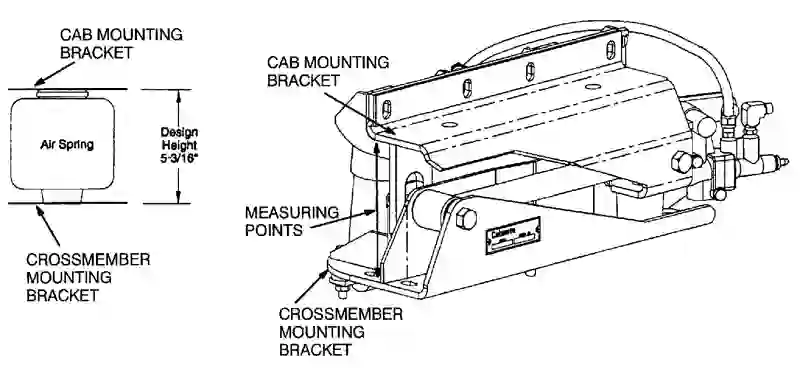 CAB MOUNTING
BRACKET
Air Spring
Design
Height
5-3/16"
CROSSMEMBER
MOUNTING
BRACKET
CAB MOUNTING
BRACKET
MEASURING
POINTS
CROSSMEMBER
MOUNTING
BRACKET